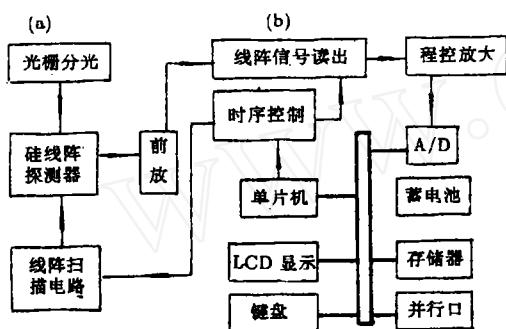 (a)
(b)
光栅分光
线阵信号读出
程控放大
时序控制
硅线阵
探测器
前
放
A/D
单片机
蓄电池
线阵扫
描电路
LCD 显示
存储器
键盘
并行口